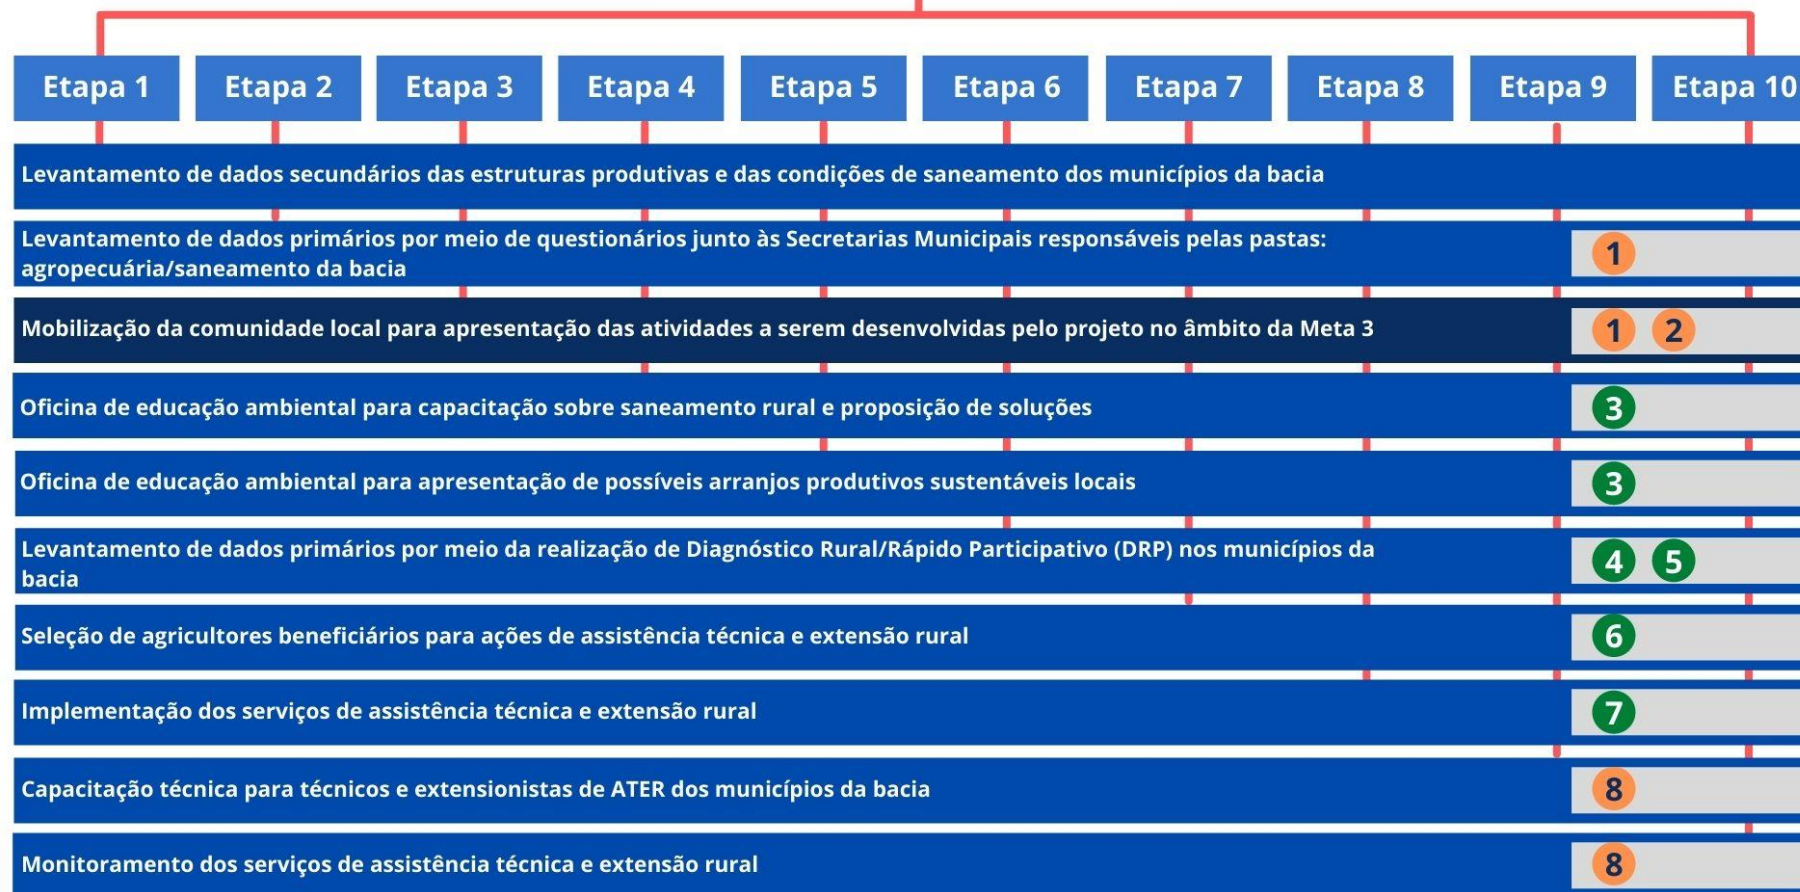 Etapa 1
Etapa 2
Etapa 3
Etapa 4
Etapa 5
Etapa 6
Etapa 7
Etapa 8
Etapa 9
Etapa 10
Levantamento de dados secundários das estruturas produtivas e das condições de saneamento dos municípios da bacia
Levantamento de dados primários por meio de questionários junto às Secretarias Municipais responsáveis pelas pastas:
agropecuária/saneamento da bacia
1
Mobilização da comunidade local para apresentação das atividades a serem desenvolvidas pelo projeto no âmbito da Meta 3
1 2
Oficina de educação ambiental para capacitação sobre saneamento rural e proposição de soluções
3
Oficina de educação ambiental para apresentação de possíveis arranjos produtivos sustentáveis locais
3
Levantamento de dados primários por meio da realização de Diagnóstico Rural/Rápido Participativo (DRP) nos municípios da
bacia
4 5
Seleção de agricultores beneficiários para ações de assistência técnica e extensão rural
6
Implementação dos serviços de assistência técnica e extensão rural
7
Capacitação técnica para técnicos e extensionistas de ATER dos municípios da bacia
8
Monitoramento dos serviços de assistência técnica e extensão rural
8